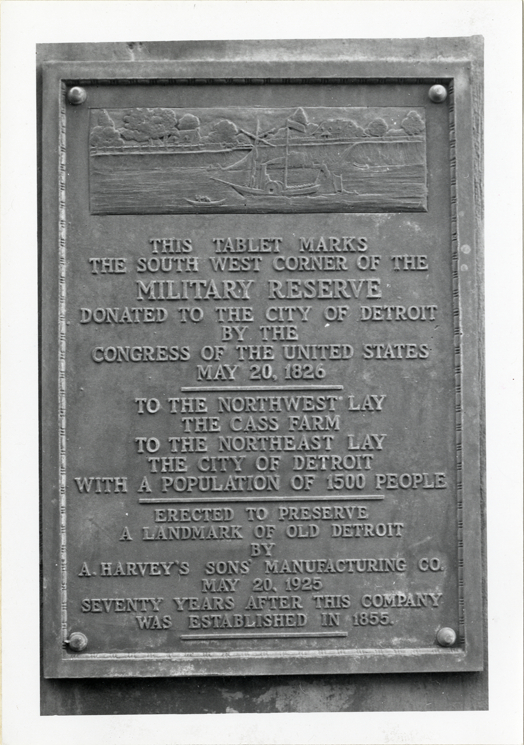 THIS TABLET MARKS
THE SOUTH WEST CORNER OF THE
MILITARY RESERVE
DONATED TO THE CITY OF DETROIT
BY THE
CONGRESS OF THE UNITED STATES
MAY 20, 1826
TO THE NORTHWEST LAY
THE CASS FARM
TO THE NORTHEAST LAY
THE CITY OF DETROIT
WITH A POPULATION OF 1500 PEOPLE
ERECTED TO PRESERVE
A LANDMARK OF OLD DETROIT
BY
A. HARVEY'S SONS' MANUFACTURING CO.
MAY 20, 1925
SEVENTY YEARS AFTER THIS COMPANY
WAS ESTABLISHED IN 1855.